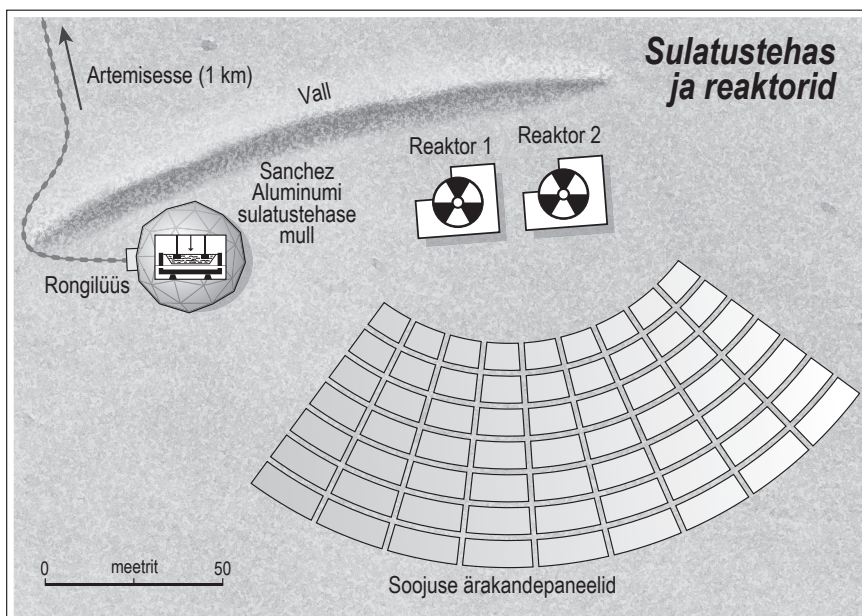 Sulatustehas
ja reaktorid
Artemisesse (1 km)
Vall
Reaktor 1
Reaktor 2
Sanchez
Aluminumi
sulatustehase
mull
Rongilüüs
0
meetrit
50
Soojuse ärakandepaneelid